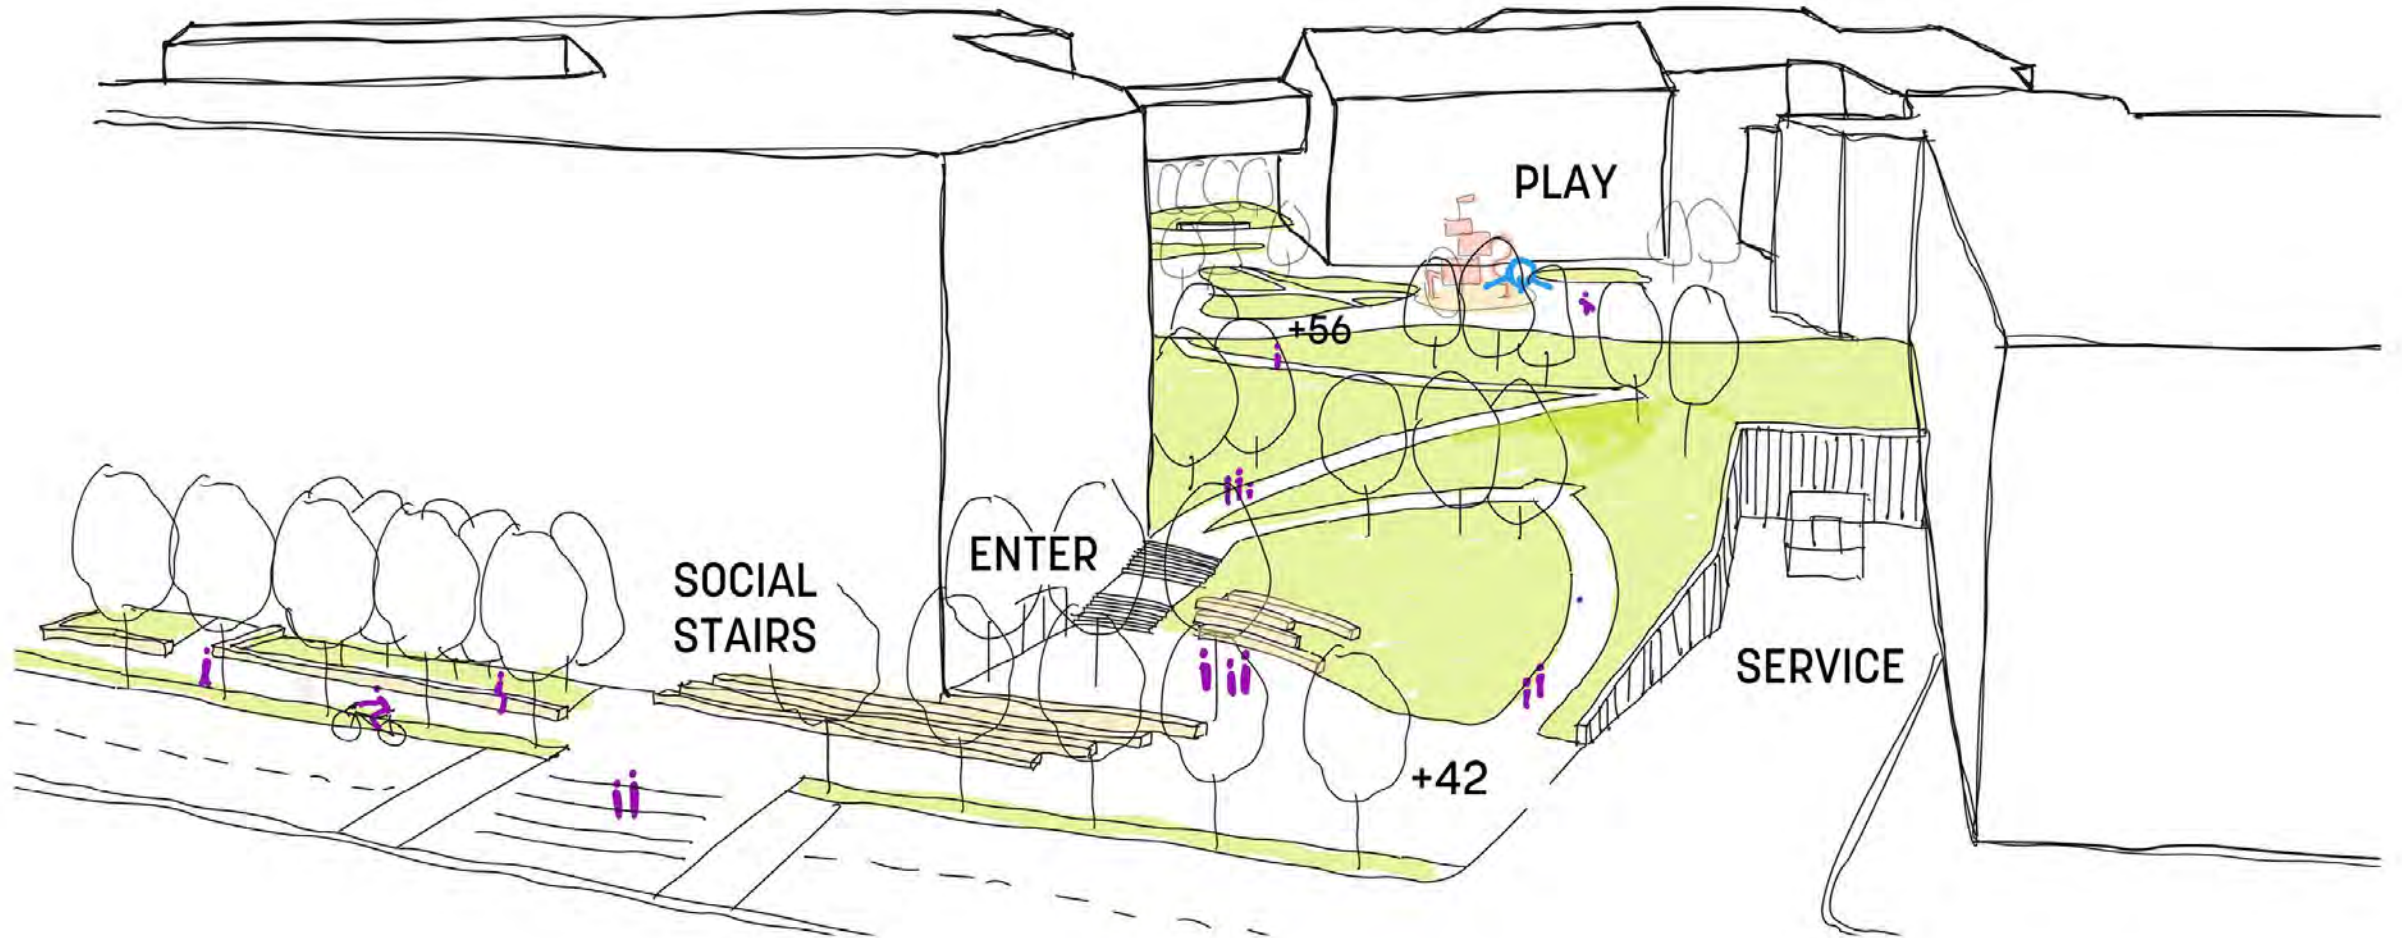 PLAY
+56
ENTER
SOCIAL
STAIRS
SERVICE
+42